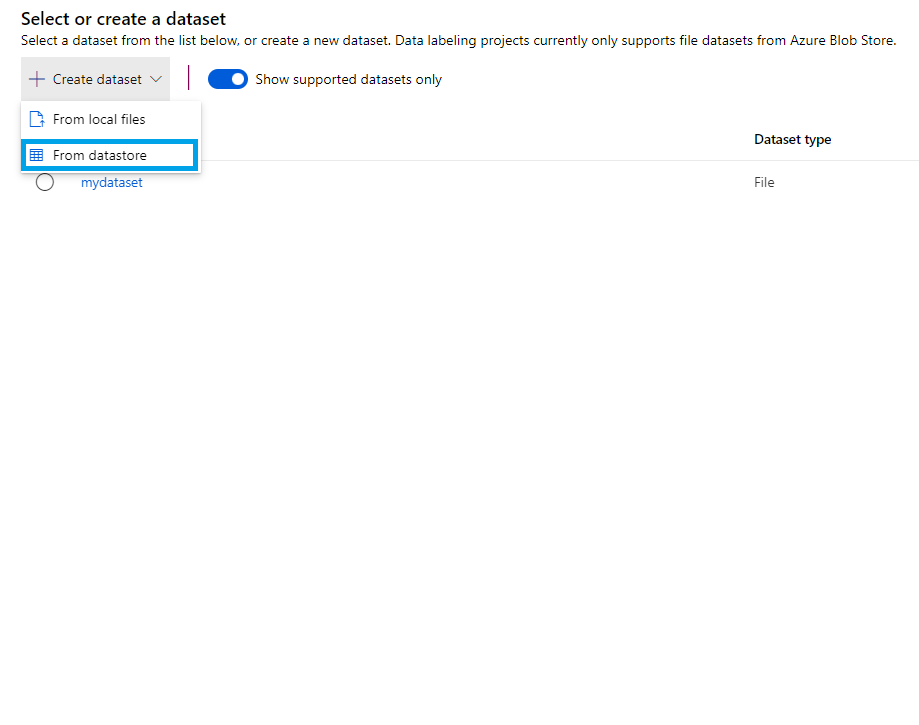 Select or create a dataset
Select a dataset from the list below, or create a new dataset. Data labeling projects currently only supports file datasets from Azure Blob Store.
Create dataset
Show supported datasets only
From local files
Dataset type
From datastore
mydataset
File